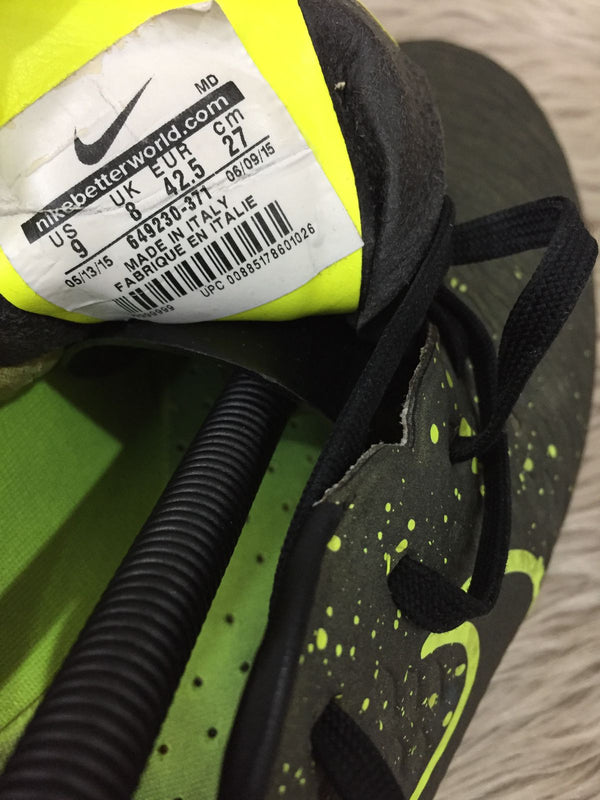 MD
nikebetterworld.com
US UK EUR cm
9 8 42.5 27
649230-371
05/13/15 06/09/15
MADE IN ITALY
FABRIQUE EN ITALIE
UPC 00885178601026